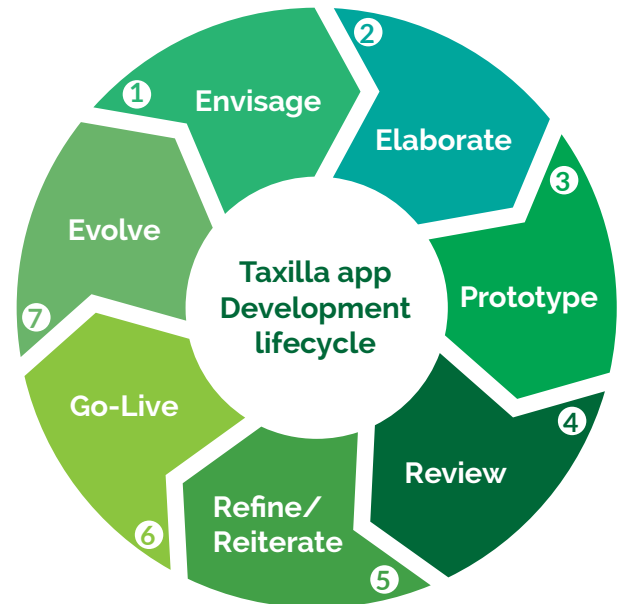 Taxilla app
Development
lifecycle
1
Envisage
2
Elaborate
3
Prototype
4
Review
5
Refine/
Reiterate
6
Go-Live
7
Evolve